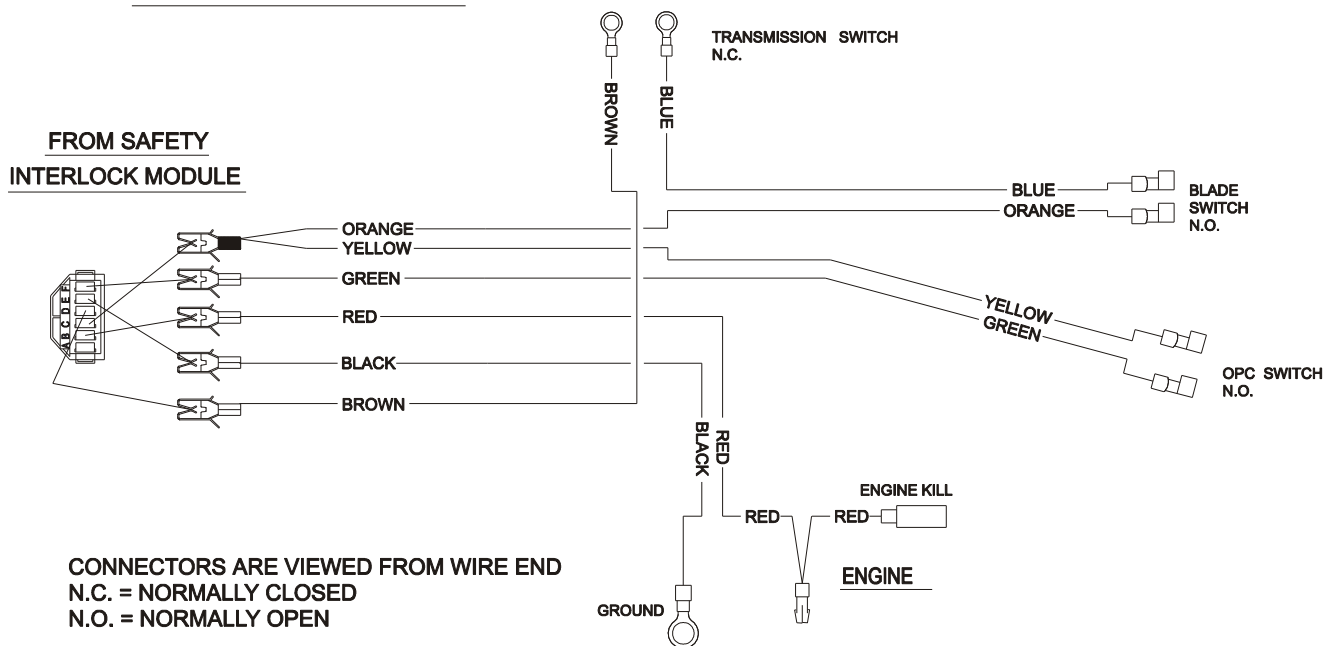 TRANSMISSION SWITCH
N.C.
BROWN
BLUE
FROM SAFETY
INTERLOCK MODULE
BLUE
ORANGE
BLADE
SWITCH
N.O.
ORANGE
YELLOW
GREEN
RED
BLACK
BROWN
A B C D E F
YELLOW
GREEN
OPC SWITCH
N.O.
BLACK
RED
ENGINE KILL
RED
RED
ENGINE
GROUND
CONNECTORS ARE VIEWED FROM WIRE END
N.C. = NORMALLY CLOSED
N.O. = NORMALLY OPEN